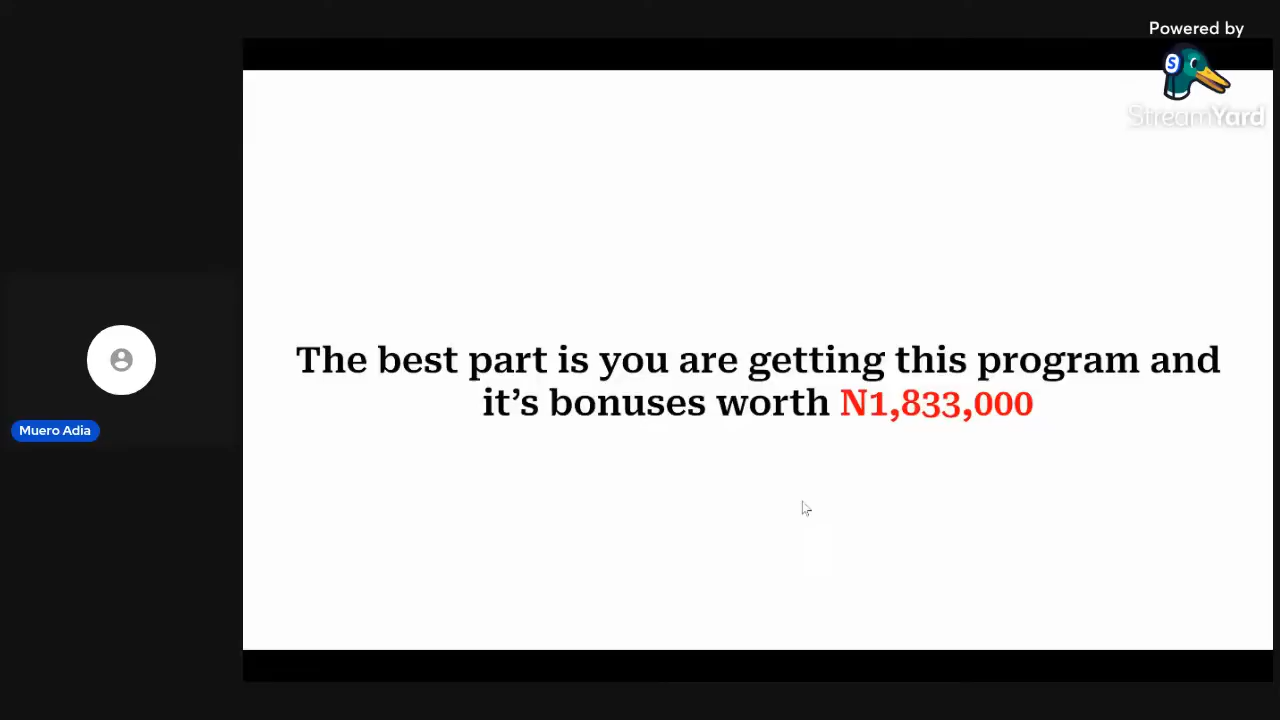 Powered by
S
StreamYard
The best part is you are getting this program and
it’s bonuses worth N1,833,000
Muero Adia